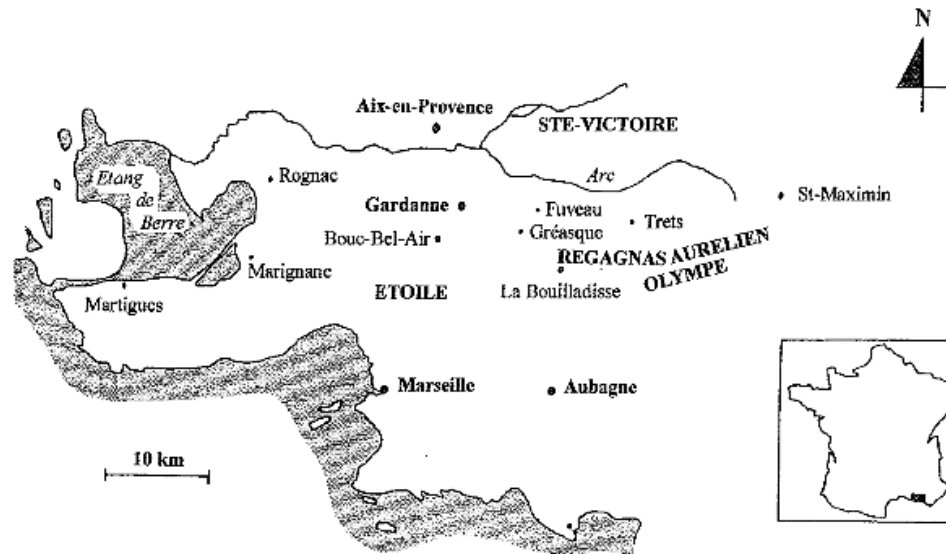 N
Aix-en-Provence
STE-VICTOIRE
Etang
de
Berre
Rognac
Arc
St-Maximin
Gardanne
Fuveau
Trets
Bouc-Bel-Air
Gréasque
Marignane
REGAGNAS AURELIEN
OLYMPE
Martigues
ETOILE
La Bouilladisse
Marseille
Aubagne
10 km